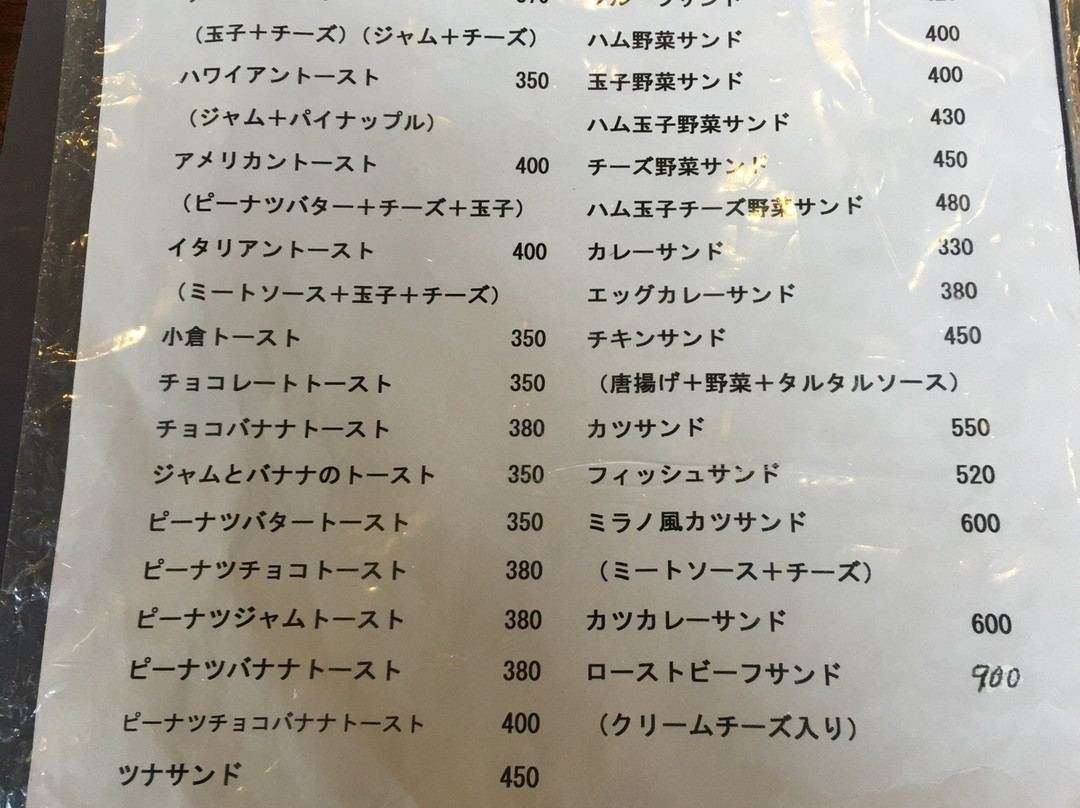 （玉子＋チーズ）（ジャム＋チーズ）
ハワイアントースト 350
（ジャム＋パイナップル）
アメリカントースト 400
（ピーナツバター＋チーズ＋玉子）
イタリアントースト 400
（ミートソース＋玉子＋チーズ）
小倉トースト 350
チョコレートトースト 350
チョコバナナトースト 380
ジャムとバナナのトースト 350
ピーナツバタートースト 350
ピーナツチョコトースト 380
ピーナツジャムトースト 380
ピーナツバナナトースト 380
ピーナツチョコバナナトースト 400
ツナサンド 450
ハム野菜サンド 400
玉子野菜サンド 400
ハム玉子野菜サンド 430
チーズ野菜サンド 450
ハム玉子チーズ野菜サンド 480
カレーサンド 330
エッグカレーサンド 380
チキンサンド 450
（唐揚げ＋野菜＋タルタルソース）
カツサンド 550
フィッシュサンド 520
ミラノ風カツサンド 600
（ミートソース＋チーズ）
カツカレーサンド 600
ローストビーフサンド 900
（クリームチーズ入り）